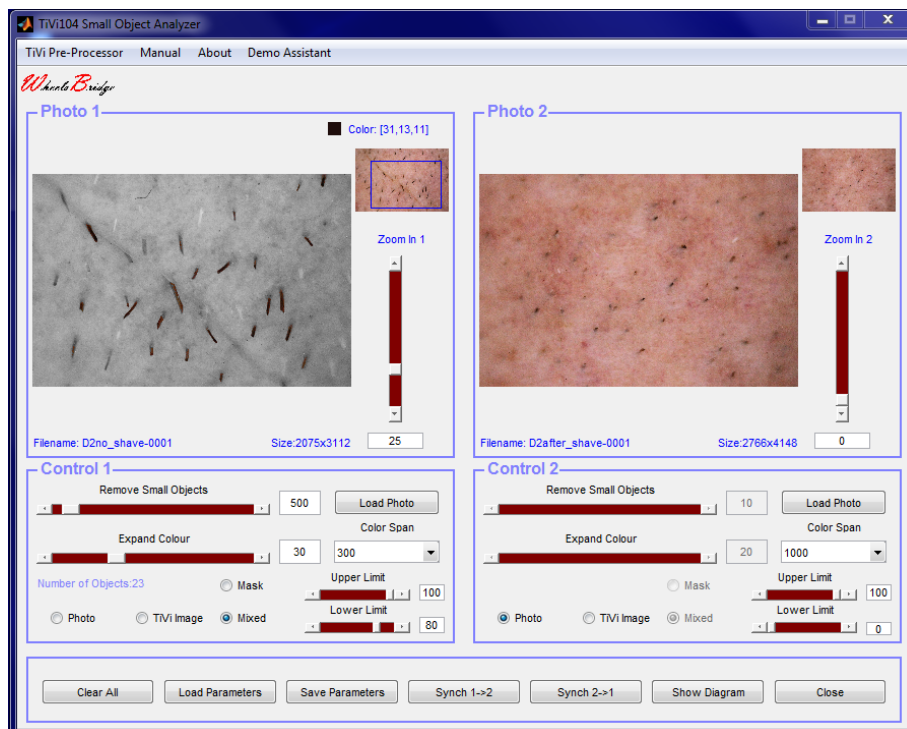 TiVi104 Small Object Analyzer
TiVi Pre-Processor Manual About Demo Assistant
WheelsBridge
Photo 1
Color: [31,13,11]
Zoom In 1
Filename: D2no_shave-0001 Size:2075x3112 25
Photo 2
Zoom In 2
Filename: D2after_shave-0001 Size:2766x4148 0
Control 1
Remove Small Objects
500 Load Photo
Expand Colour Color Span
30 300
Number of Objects:23 Mask Upper Limit
100
Photo TiVi Image Mixed Lower Limit
80
Control 2
Remove Small Objects
10 Load Photo
Expand Colour Color Span
20 1000
Mask Upper Limit
100
Photo TiVi Image Mixed Lower Limit
0
Clear All Load Parameters Save Parameters Synch 1->2 Synch 2->1 Show Diagram Close